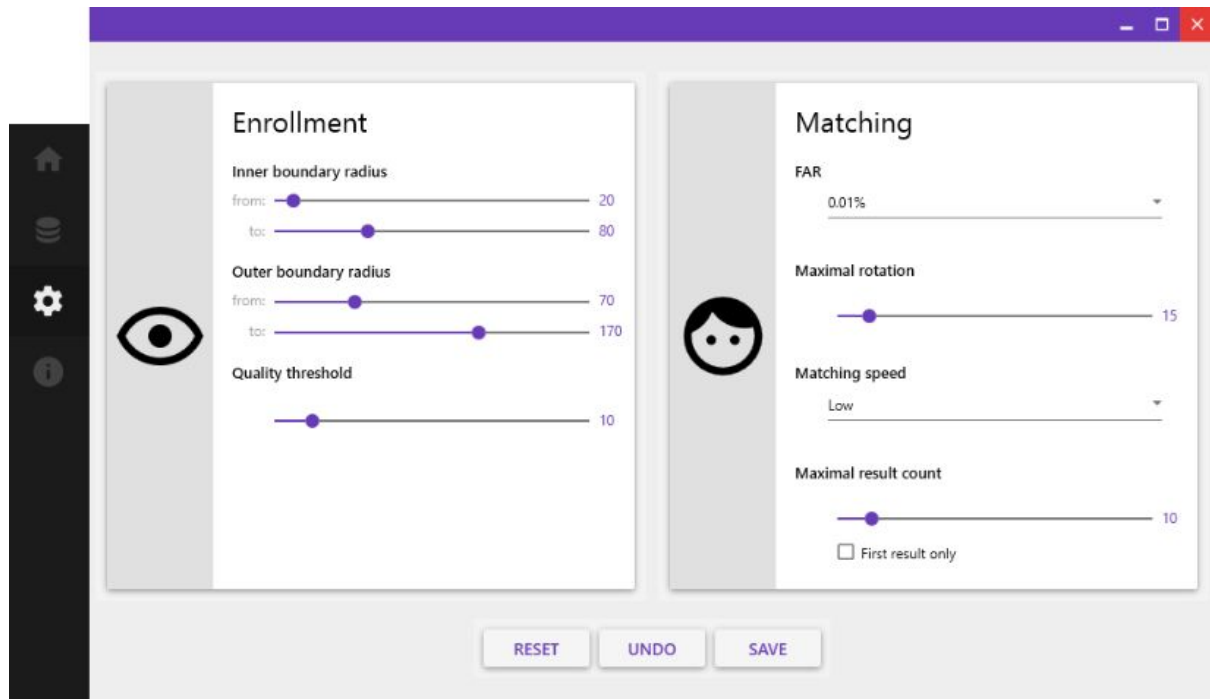 Enrollment
Inner boundary radius
from: 20
to: 80
Outer boundary radius
from: 70
to: 170
Quality threshold
10
Matching
FAR
0.01%
Maximal rotation
15
Matching speed
Low
Maximal result count
10
First result only
RESET UNDO SAVE